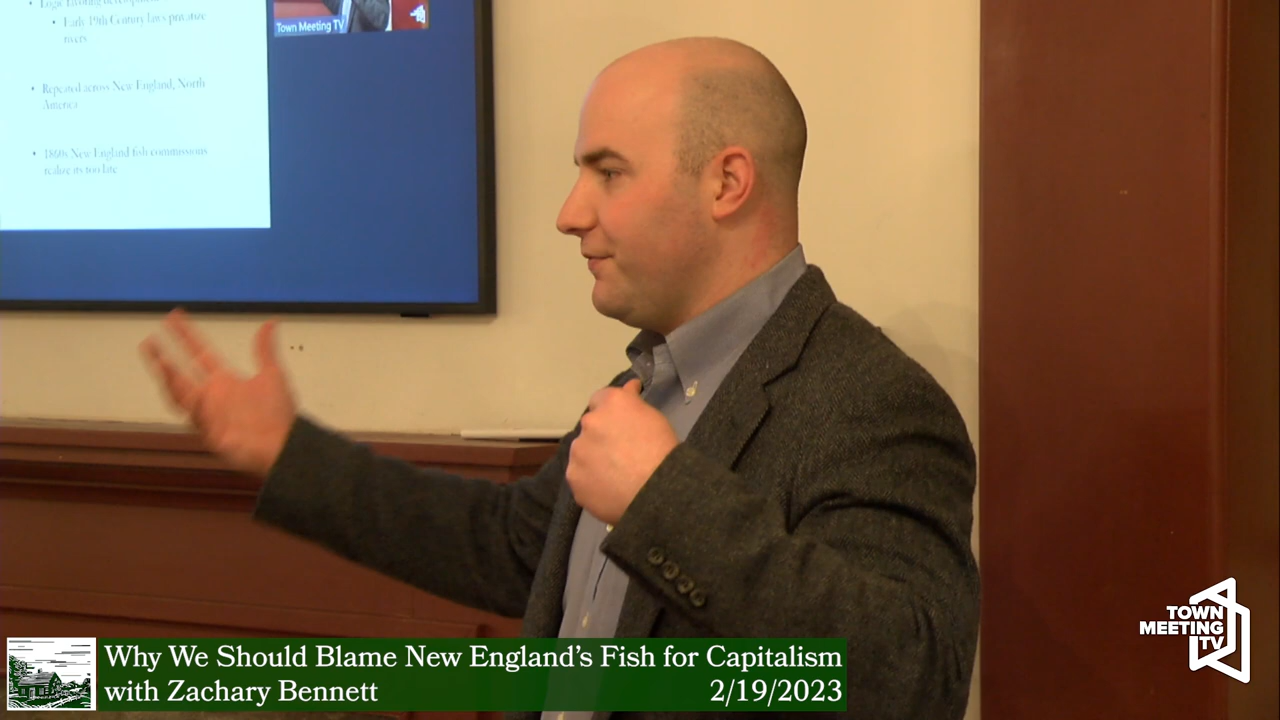 Logic favoring
• Early 19th Century laws privatize
rivers
• Repeated across New England, North
America
• 1860s New England fish commissions
realize its too late
Town Meeting TV
Why We Should Blame New England's Fish for Capitalism
with Zachary Bennett
2/19/2023
TOWN
MEETING
TV